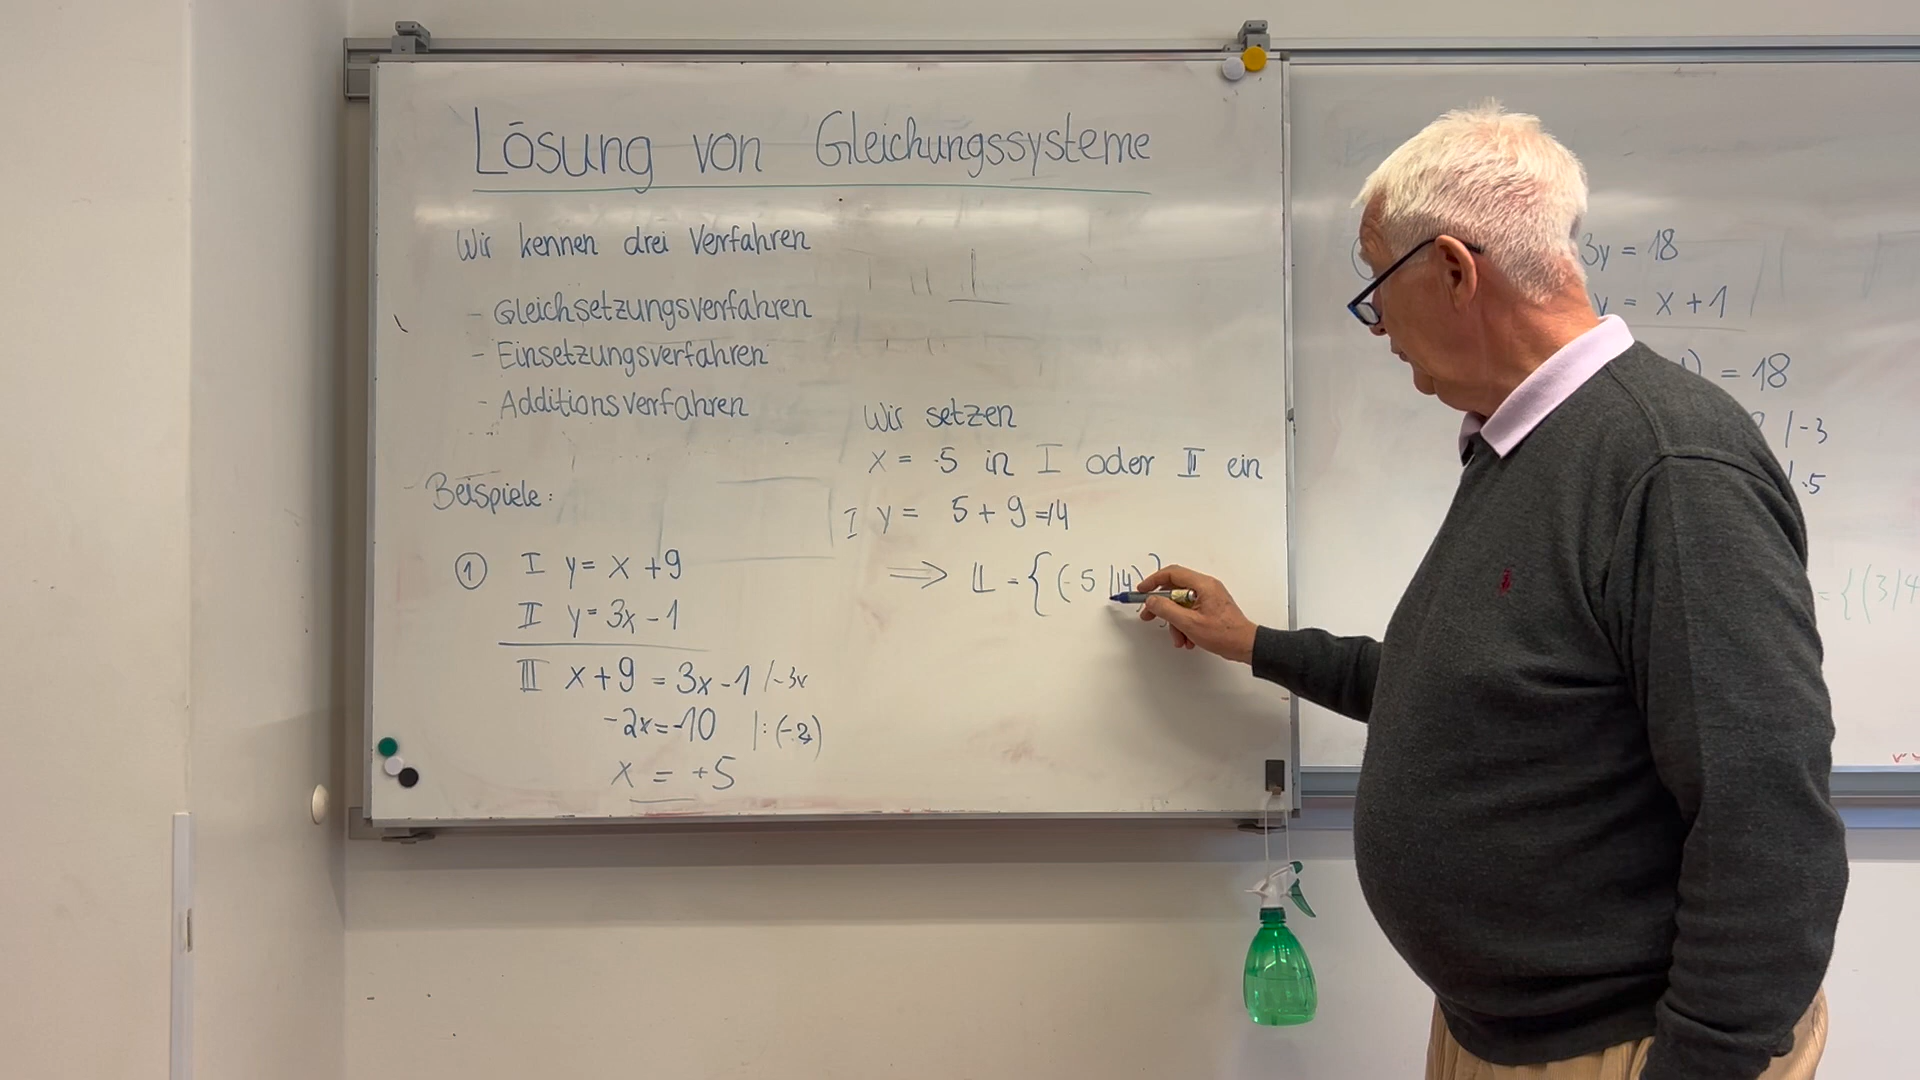 Lösung von Gleichungssysteme
Wir kennen drei Verfahren
- Gleichsetzungsverfahren
- Einsetzungsverfahren
- Additionsverfahren
Beispiele:
① I y = x + 9
II y = 3x - 1
III x + 9 = 3x - 1 /-3x
-2x = -10 |:(-2)
x = +5
Wir setzen
x = 5 in I oder II ein
I y = 5 + 9 = 14
⟹ 𝕃 = {(-5 | 14)}
3y = 18
y = x + 1
) = 18
/-3
= {(3/4